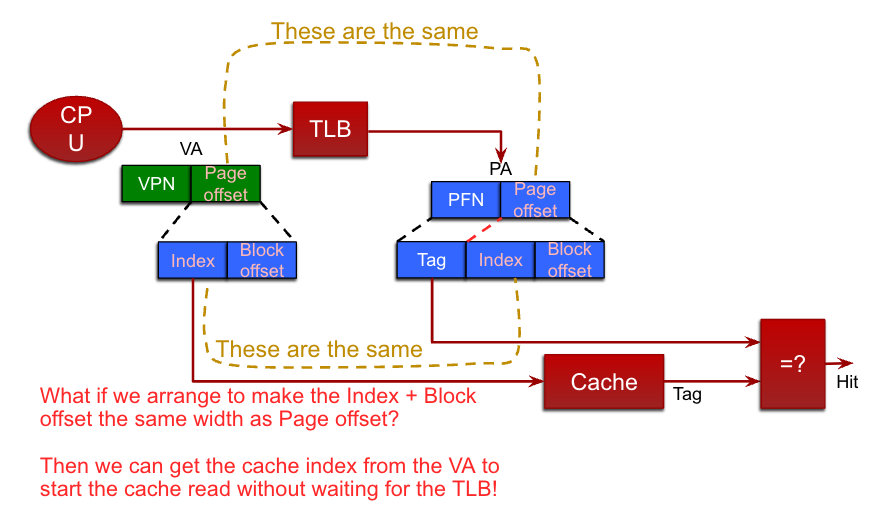 These are the same
CP
U
TLB
VA
PA
VPN
Page
offset
PFN
Page
offset
Index
Block
offset
Tag
Index
Block
offset
These are the same
Cache
Tag
=?
Hit
What if we arrange to make the Index + Block
offset the same width as Page offset?
Then we can get the cache index from the VA to
start the cache read without waiting for the TLB!